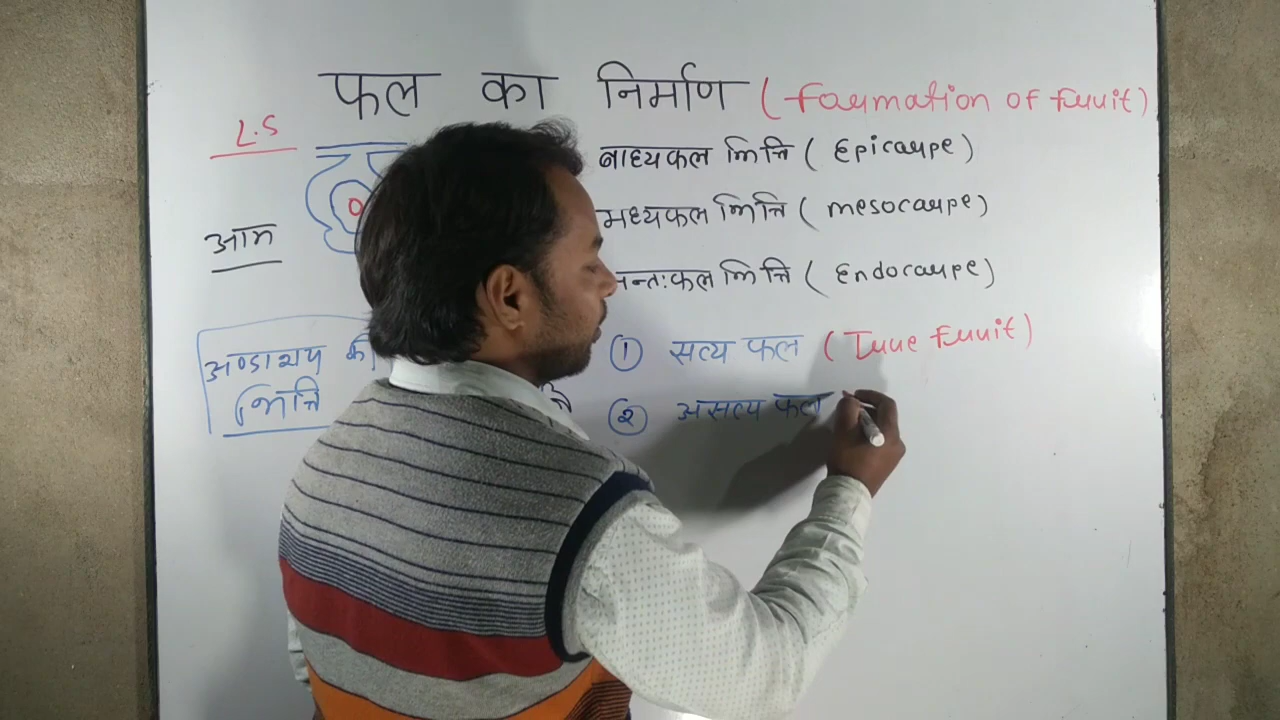 फल का निर्माण (Formation of fruit)
L.S
बाह्यफल भित्ति (Epicarpe)
मध्यफल भित्ति (mesocarpe)
आम
न्तःफल भित्ति (Endocarpe)
① सत्य फल (True fruit)
अण्डाशय की
भित्ति
② असत्य फल